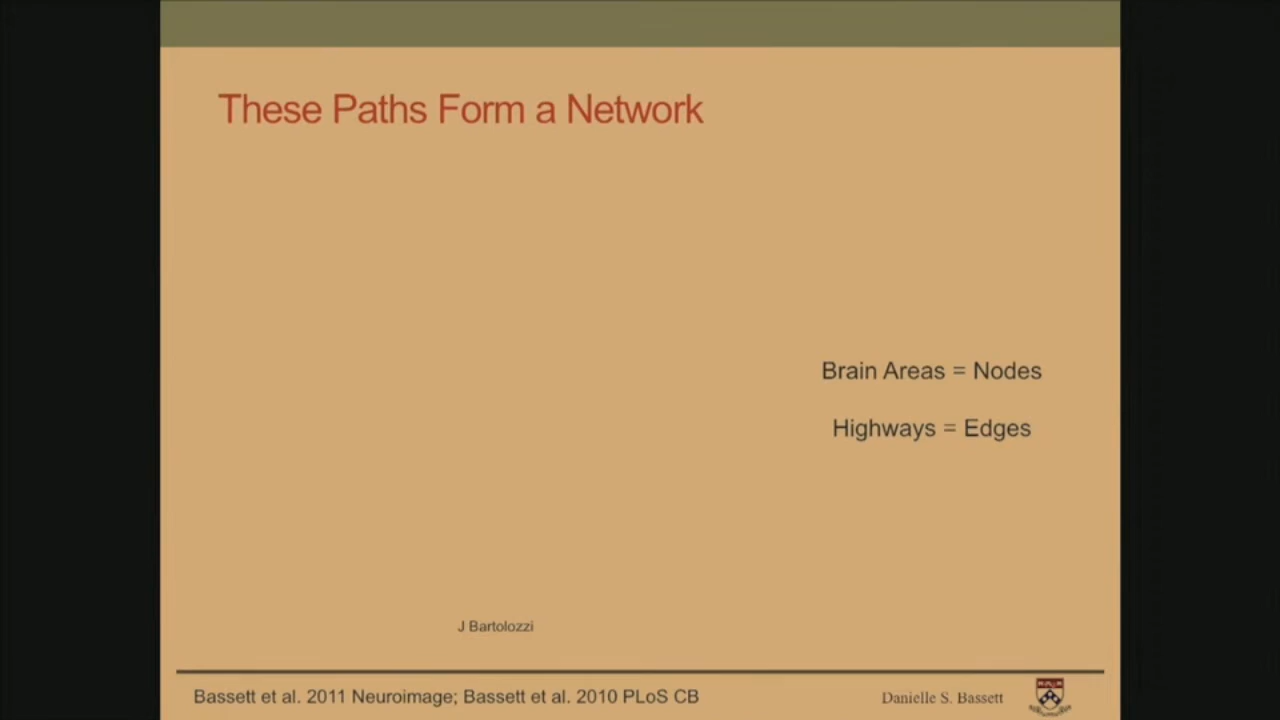 These Paths Form a Network
Brain Areas = Nodes
Highways = Edges
J Bartolozzi
Bassett et al. 2011 Neuroimage; Bassett et al. 2010 PLoS CB
Danielle S. Bassett